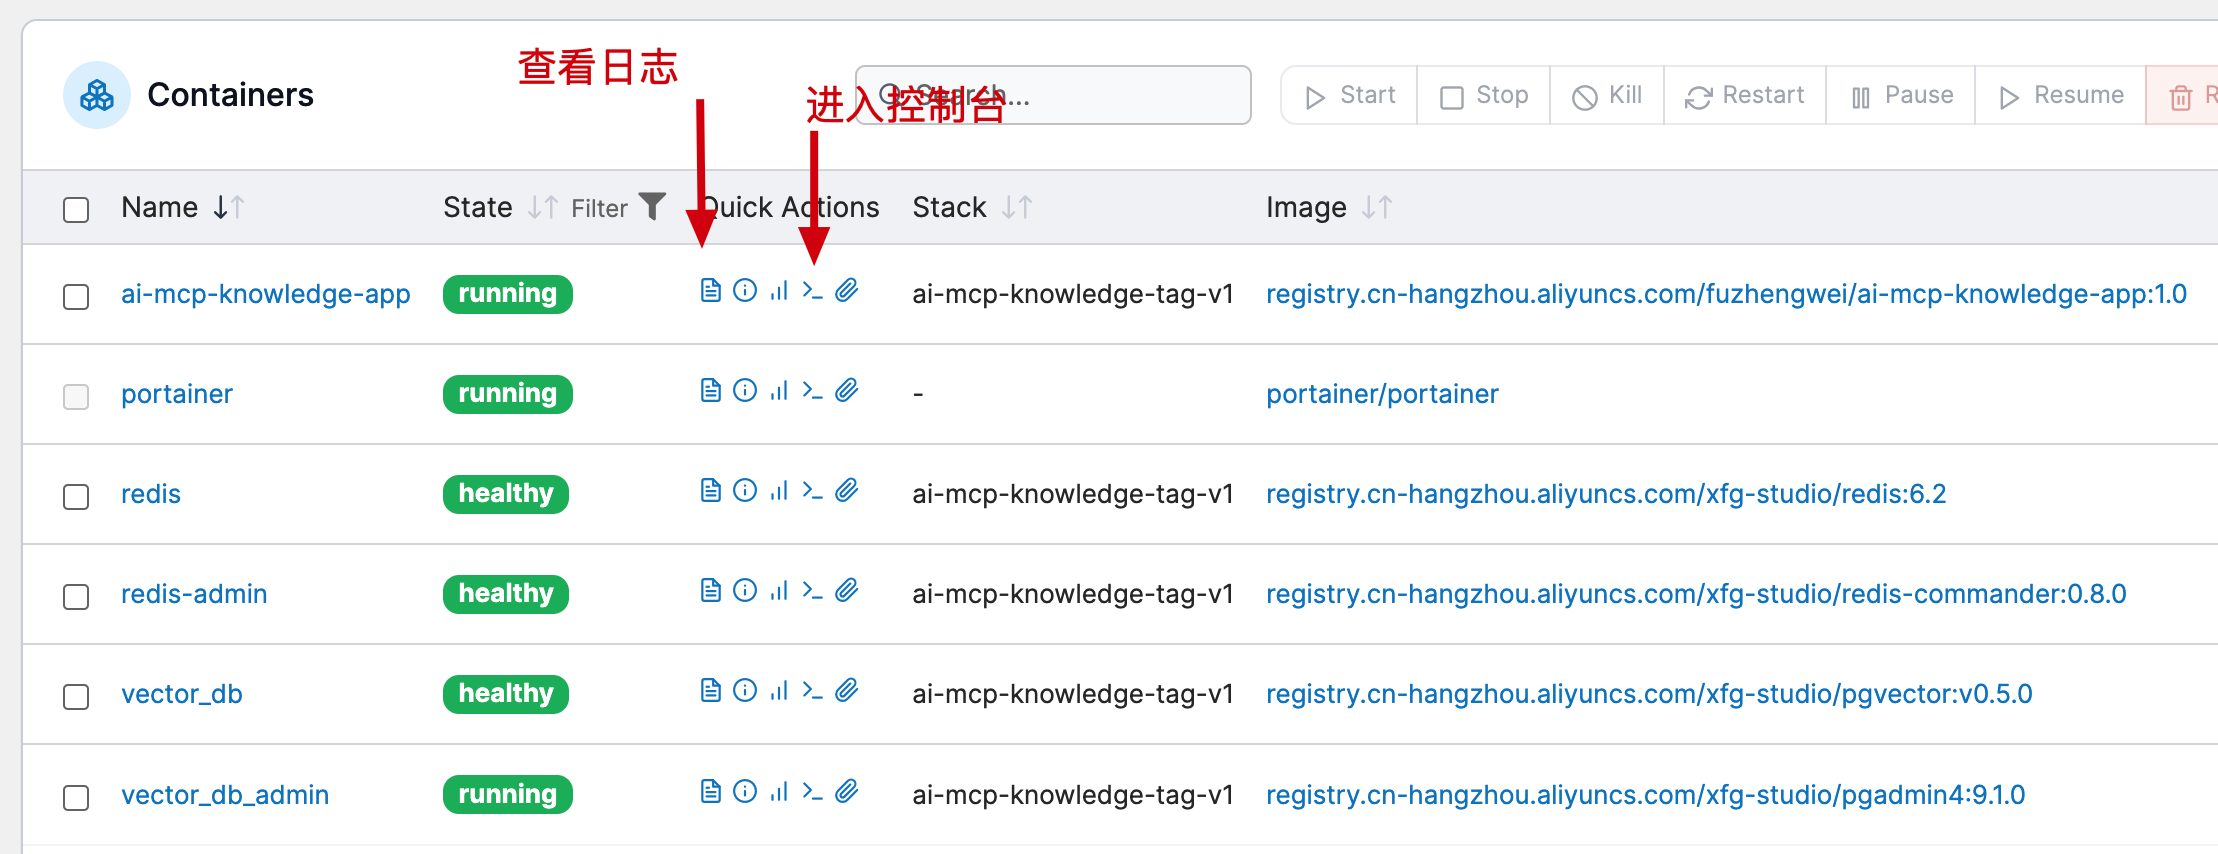 查看日志
进入控制台
Containers
Search...
Start Stop Kill Restart Pause Resume R
Name State Filter Quick Actions Stack Image
ai-mcp-knowledge-app running ai-mcp-knowledge-tag-v1 registry.cn-hangzhou.aliyuncs.com/fuzhengwei/ai-mcp-knowledge-app:1.0
portainer running - portainer/portainer
redis healthy ai-mcp-knowledge-tag-v1 registry.cn-hangzhou.aliyuncs.com/xfg-studio/redis:6.2
redis-admin healthy ai-mcp-knowledge-tag-v1 registry.cn-hangzhou.aliyuncs.com/xfg-studio/redis-commander:0.8.0
vector_db healthy ai-mcp-knowledge-tag-v1 registry.cn-hangzhou.aliyuncs.com/xfg-studio/pgvector:v0.5.0
vector_db_admin running ai-mcp-knowledge-tag-v1 registry.cn-hangzhou.aliyuncs.com/xfg-studio/pgadmin4:9.1.0